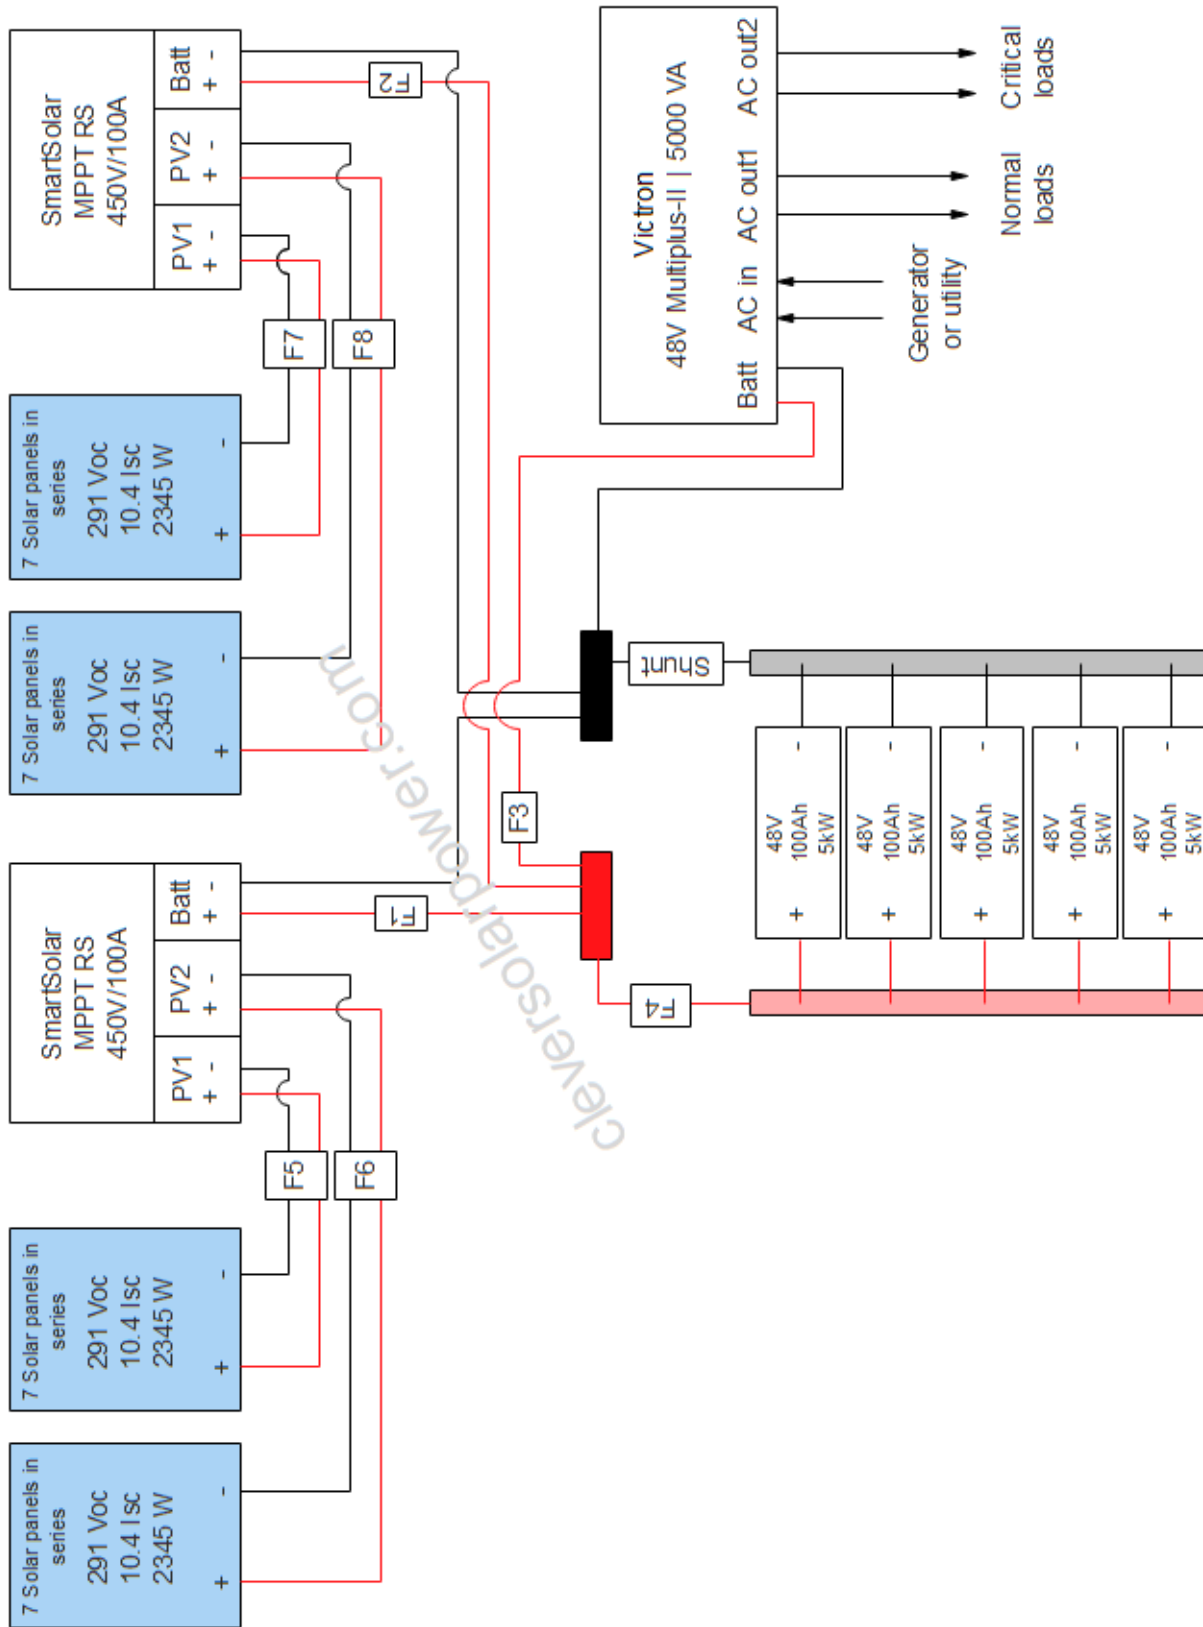 7 Solar panels in
series
291 Voc
10.4 Isc
2345 W
+ -
7 Solar panels in
series
291 Voc
10.4 Isc
2345 W
+ -
SmartSolar
MPPT RS
450V/100A
PV1 PV2 Batt
+ - + - + -
7 Solar panels in
series
291 Voc
10.4 Isc
2345 W
+ -
7 Solar panels in
series
291 Voc
10.4 Isc
2345 W
+ -
SmartSolar
MPPT RS
450V/100A
PV1 PV2 Batt
+ - + - + -
F5
F6
F7
F8
F1
F2
F3
F4
Shunt
cleversolarpower.com
Victron
48V Multiplus-II | 5000 VA
Batt AC in AC out1 AC out2
Generator
or utility
Normal
loads
Critical
loads
48V
100Ah
5kW
+ -
48V
100Ah
5kW
+ -
48V
100Ah
5kW
+ -
48V
100Ah
5kW
+ -
48V
100Ah
5kW
+ -